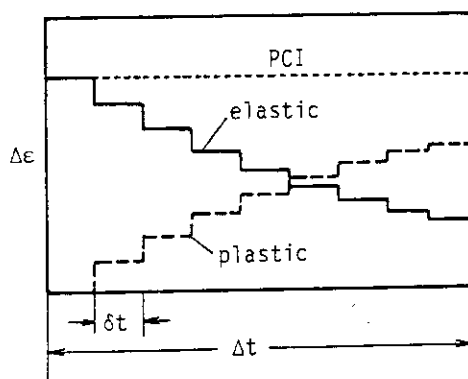 PCI
elastic
Δε
plastic
δt
Δt